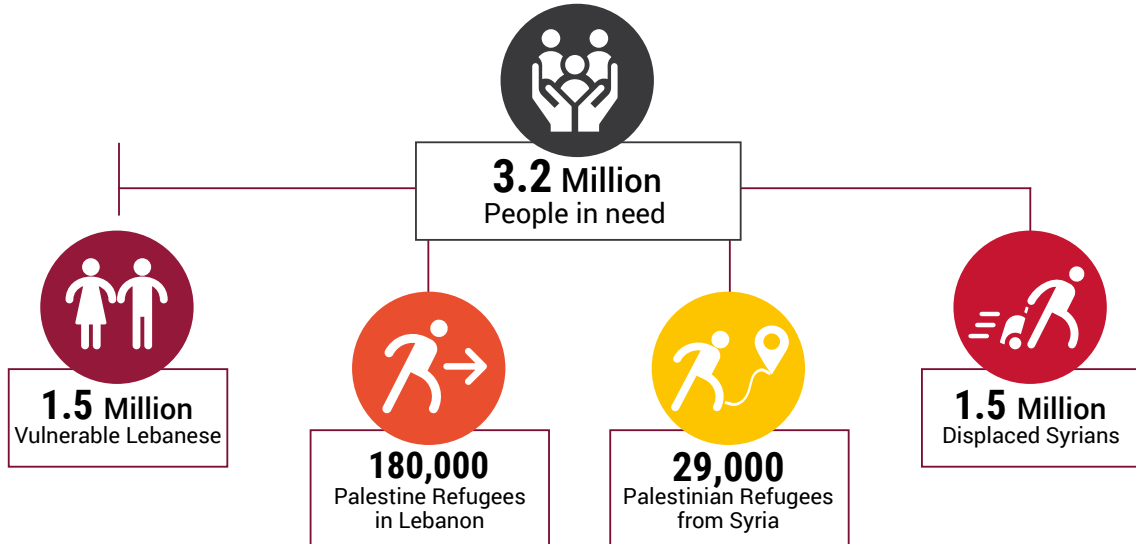 3.2 Million
People in need
1.5 Million
Vulnerable Lebanese
180,000
Palestine Refugees
in Lebanon
29,000
Palestinian Refugees
from Syria
1.5 Million
Displaced Syrians